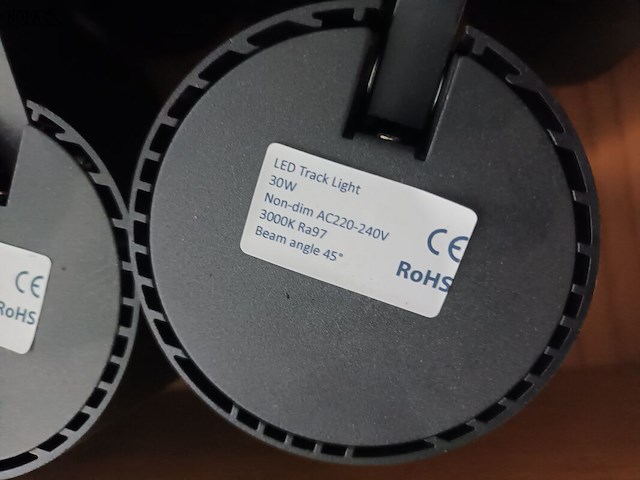 LED Track Light
30W
Non-dim AC220-240V
3000K Ra97
Beam angle 45°
CE
RoHS
CE
RoHS